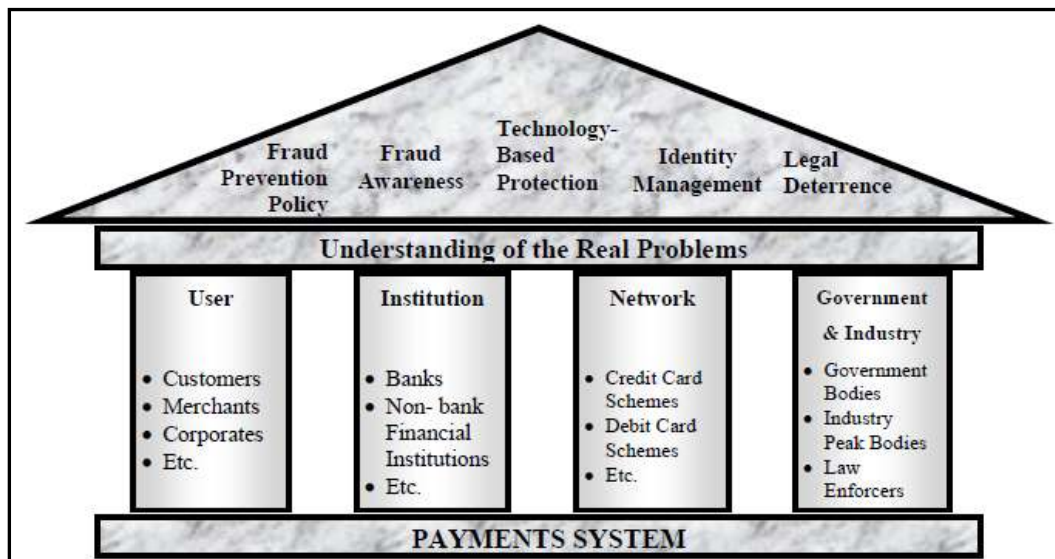 Fraud
Prevention
Policy
Fraud
Awareness
Technology-
Based
Protection
Identity
Management
Legal
Deterrence
Understanding of the Real Problems
User
• Customers
• Merchants
• Corporates
• Etc.
Institution
• Banks
• Non- bank
Financial
Institutions
• Etc.
Network
• Credit Card
Schemes
• Debit Card
Schemes
• Etc.
Government
& Industry
• Government
Bodies
• Industry
Peak Bodies
• Law
Enforcers
PAYMENTS SYSTEM